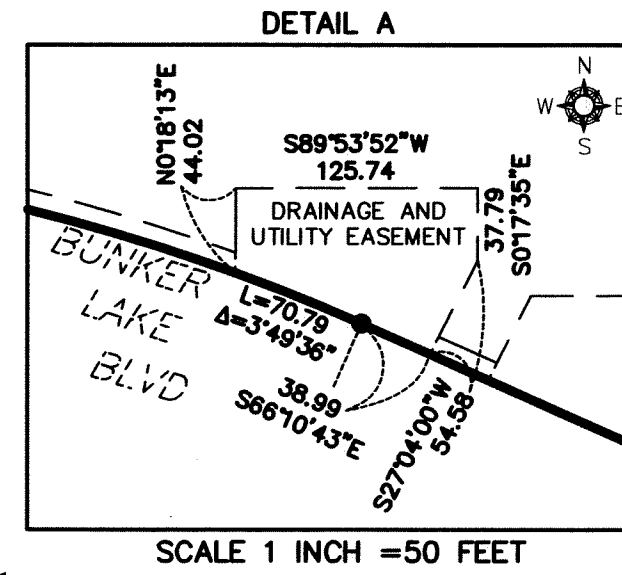 DETAIL A
N
W
E
S
N0°18'13"E
44.02
S89°53'52"W
125.74
37.79
S0°17'35"E
DRAINAGE AND
UTILITY EASEMENT
BUNKER
LAKE
BLVD
L=70.79
Δ=3°49'36"
38.99
S66°10'43"E
S27°04'00"W
54.58
SCALE 1 INCH =50 FEET